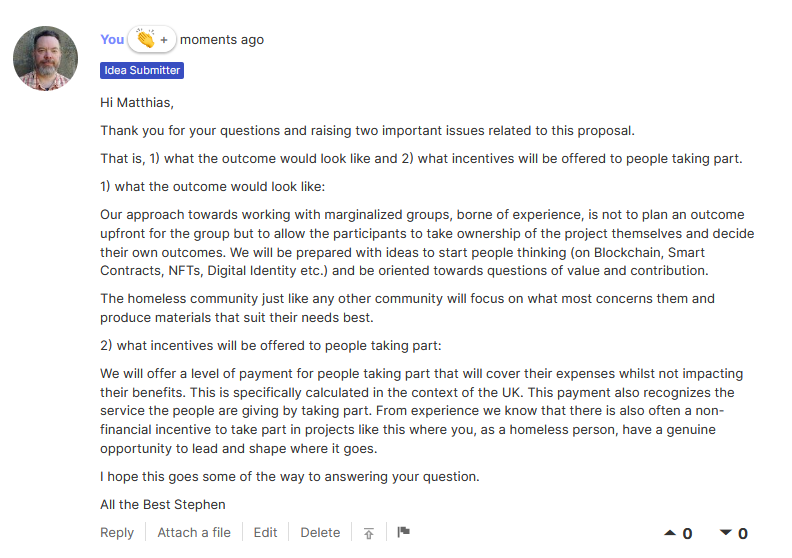 You 👏 + moments ago
Idea Submitter
Hi Matthias,
Thank you for your questions and raising two important issues related to this proposal.
That is, 1) what the outcome would look like and 2) what incentives will be offered to people taking part.
1) what the outcome would look like:
Our approach towards working with marginalized groups, borne of experience, is not to plan an outcome
upfront for the group but to allow the participants to take ownership of the project themselves and decide
their own outcomes. We will be prepared with ideas to start people thinking (on Blockchain, Smart
Contracts, NFTs, Digital Identity etc.) and be oriented towards questions of value and contribution.
The homeless community just like any other community will focus on what most concerns them and
produce materials that suit their needs best.
2) what incentives will be offered to people taking part:
We will offer a level of payment for people taking part that will cover their expenses whilst not impacting
their benefits. This is specifically calculated in the context of the UK. This payment also recognizes the
service the people are giving by taking part. From experience we know that there is also often a non-
financial incentive to take part in projects like this where you, as a homeless person, have a genuine
opportunity to lead and shape where it goes.
I hope this goes some of the way to answering your question.
All the Best Stephen
Reply Attach a file Edit Delete 0 0